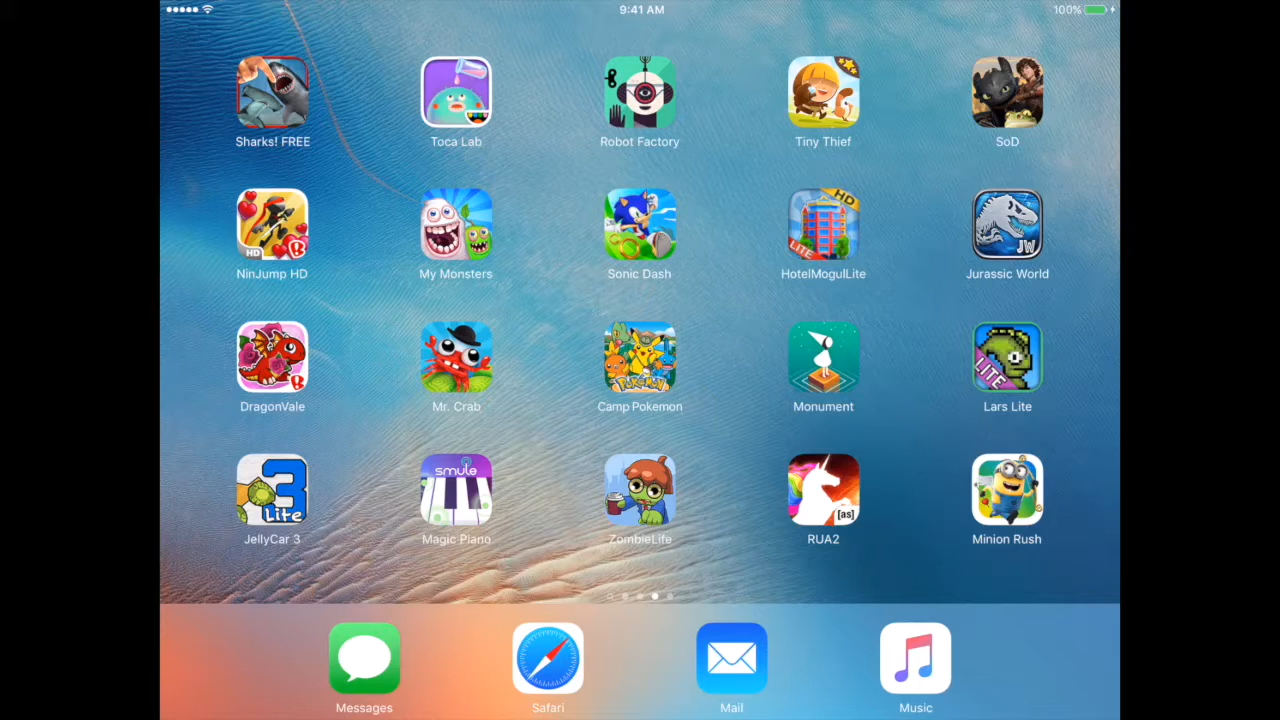 9:41 AM
100%
Sharks! FREE
Toca Lab
Robot Factory
Tiny Thief
SoD
HD
NinJump HD
My Monsters
Sonic Dash
HD
LITE
HotelMogulLite
JW
Jurassic World
DragonVale
Mr. Crab
POKéMON
Camp Pokemon
Monument
LITE
Lars Lite
3
Lite
JellyCar 3
smule
Magic Piano
ZombieLife
[as]
RUA2
Minion Rush
Messages
Safari
Mail
Music